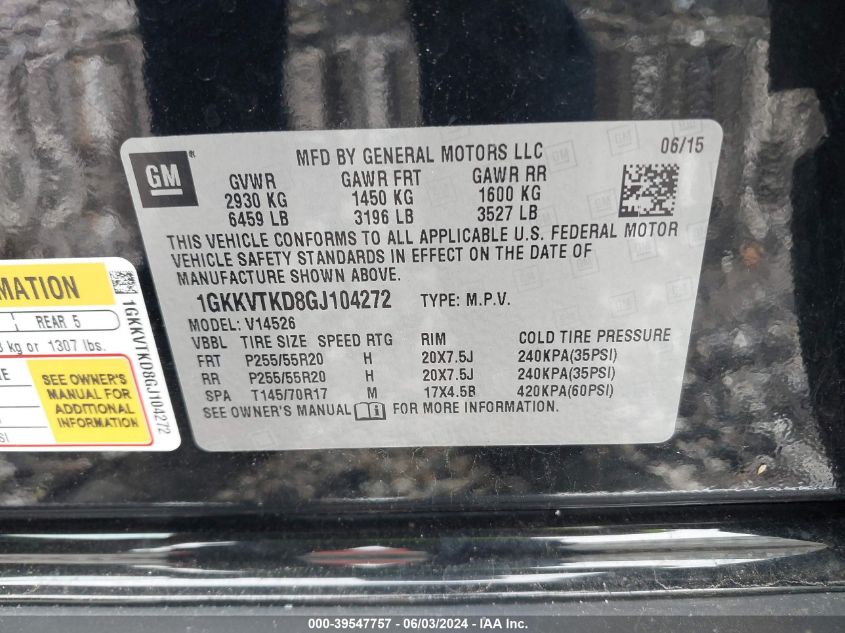 GM
MFD BY GENERAL MOTORS LLC
06/15
GVWR GAWR FRT GAWR RR
2930 KG 1450 KG 1600 KG
6459 LB 3196 LB 3527 LB
THIS VEHICLE CONFORMS TO ALL APPLICABLE U.S. FEDERAL MOTOR
VEHICLE SAFETY STANDARDS IN EFFECT ON THE DATE OF
MANUFACTURE SHOWN ABOVE.
1GKKVTKD8GJ104272 TYPE: M.P.V.
MODEL: V14526
VBBL TIRE SIZE SPEED RTG RIM COLD TIRE PRESSURE
FRT P255/55R20 H 20X7.5J 240KPA(35PSI)
RR P255/55R20 H 20X7.5J 240KPA(35PSI)
SPA T145/70R17 M 17X4.5B 420KPA(60PSI)
SEE OWNER'S MANUAL FOR MORE INFORMATION.
REAR 5
kg or 1307 lbs.
SEE OWNER'S
MANUAL FOR
ADDITIONAL
INFORMATION
1GKKVTKD8GJ104272
000-39547757 - 06/03/2024 - IAAI.COM